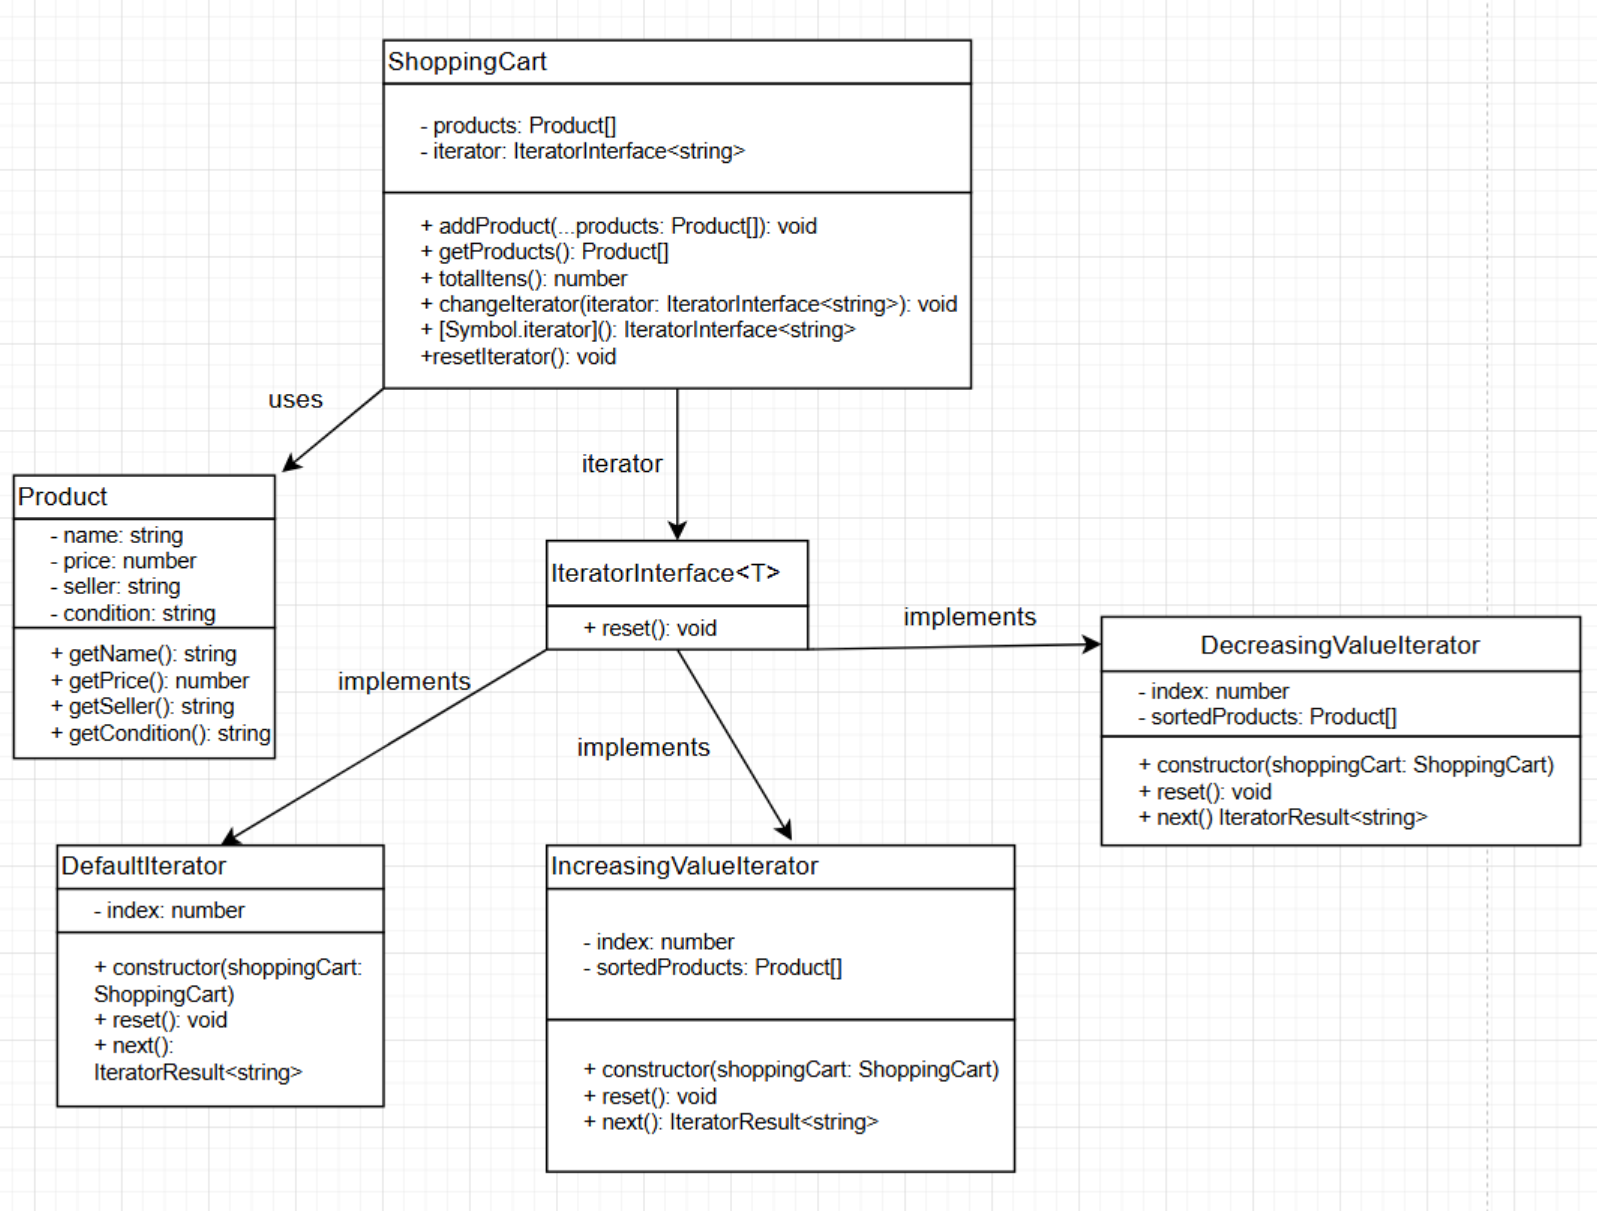 ShoppingCart
- products: Product[]
- iterator: IteratorInterface<string>
+ addProduct(...products: Product[]): void
+ getProducts(): Product[]
+ totalItens(): number
+ changeIterator(iterator: IteratorInterface<string>): void
+ [Symbol.iterator](): IteratorInterface<string>
+resetIterator(): void
uses
iterator
Product
- name: string
- price: number
- seller: string
- condition: string
+ getName(): string
+ getPrice(): number
+ getSeller(): string
+ getCondition(): string
IteratorInterface<T>
+ reset(): void
implements
implements
implements
DecreasingValueIterator
- index: number
- sortedProducts: Product[]
+ constructor(shoppingCart: ShoppingCart)
+ reset(): void
+ next() IteratorResult<string>
DefaultIterator
- index: number
+ constructor(shoppingCart:
ShoppingCart)
+ reset(): void
+ next():
IteratorResult<string>
IncreasingValueIterator
- index: number
- sortedProducts: Product[]
+ constructor(shoppingCart: ShoppingCart)
+ reset(): void
+ next(): IteratorResult<string>